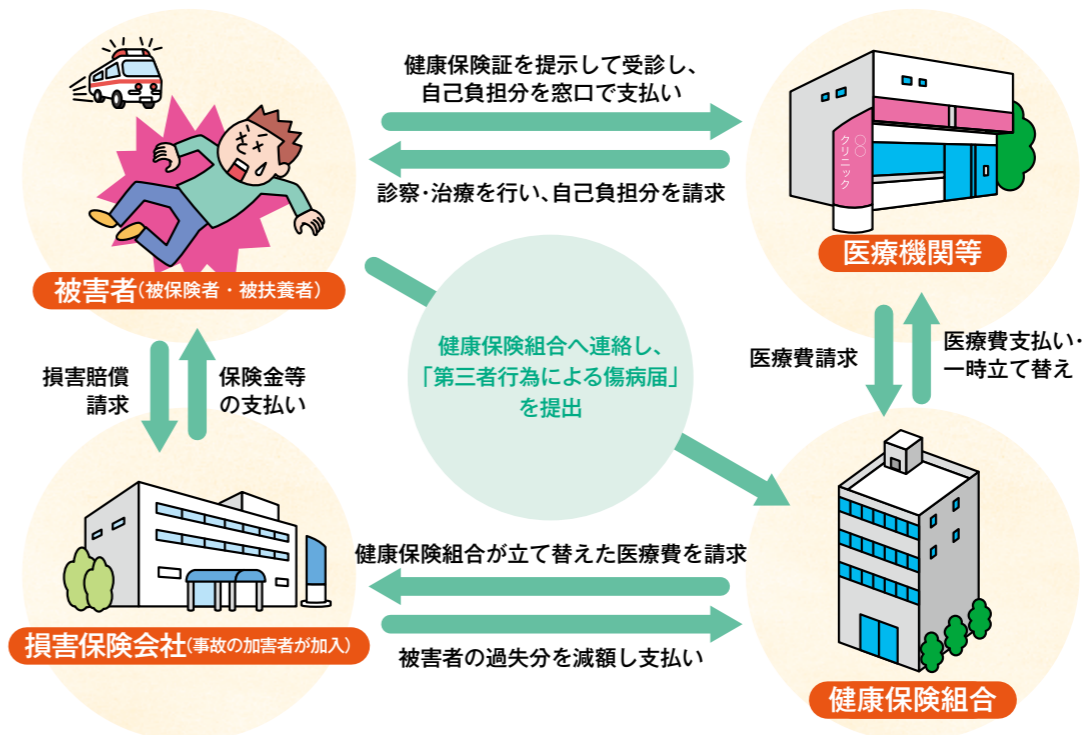 健康保険証を提示して受診し、
自己負担分を窓口で支払い
診察・治療を行い、自己負担分を請求
〇〇クリニック
被害者(被保険者・被扶養者)
医療機関等
健康保険組合へ連絡し、
「第三者行為による傷病届」
を提出
損害賠償
請求
保険金等
の支払い
医療費請求
医療費支払い・
一時立て替え
健康保険組合が立て替えた医療費を請求
損害保険会社(事故の加害者が加入)
被害者の過失分を減額し支払い
健康保険組合